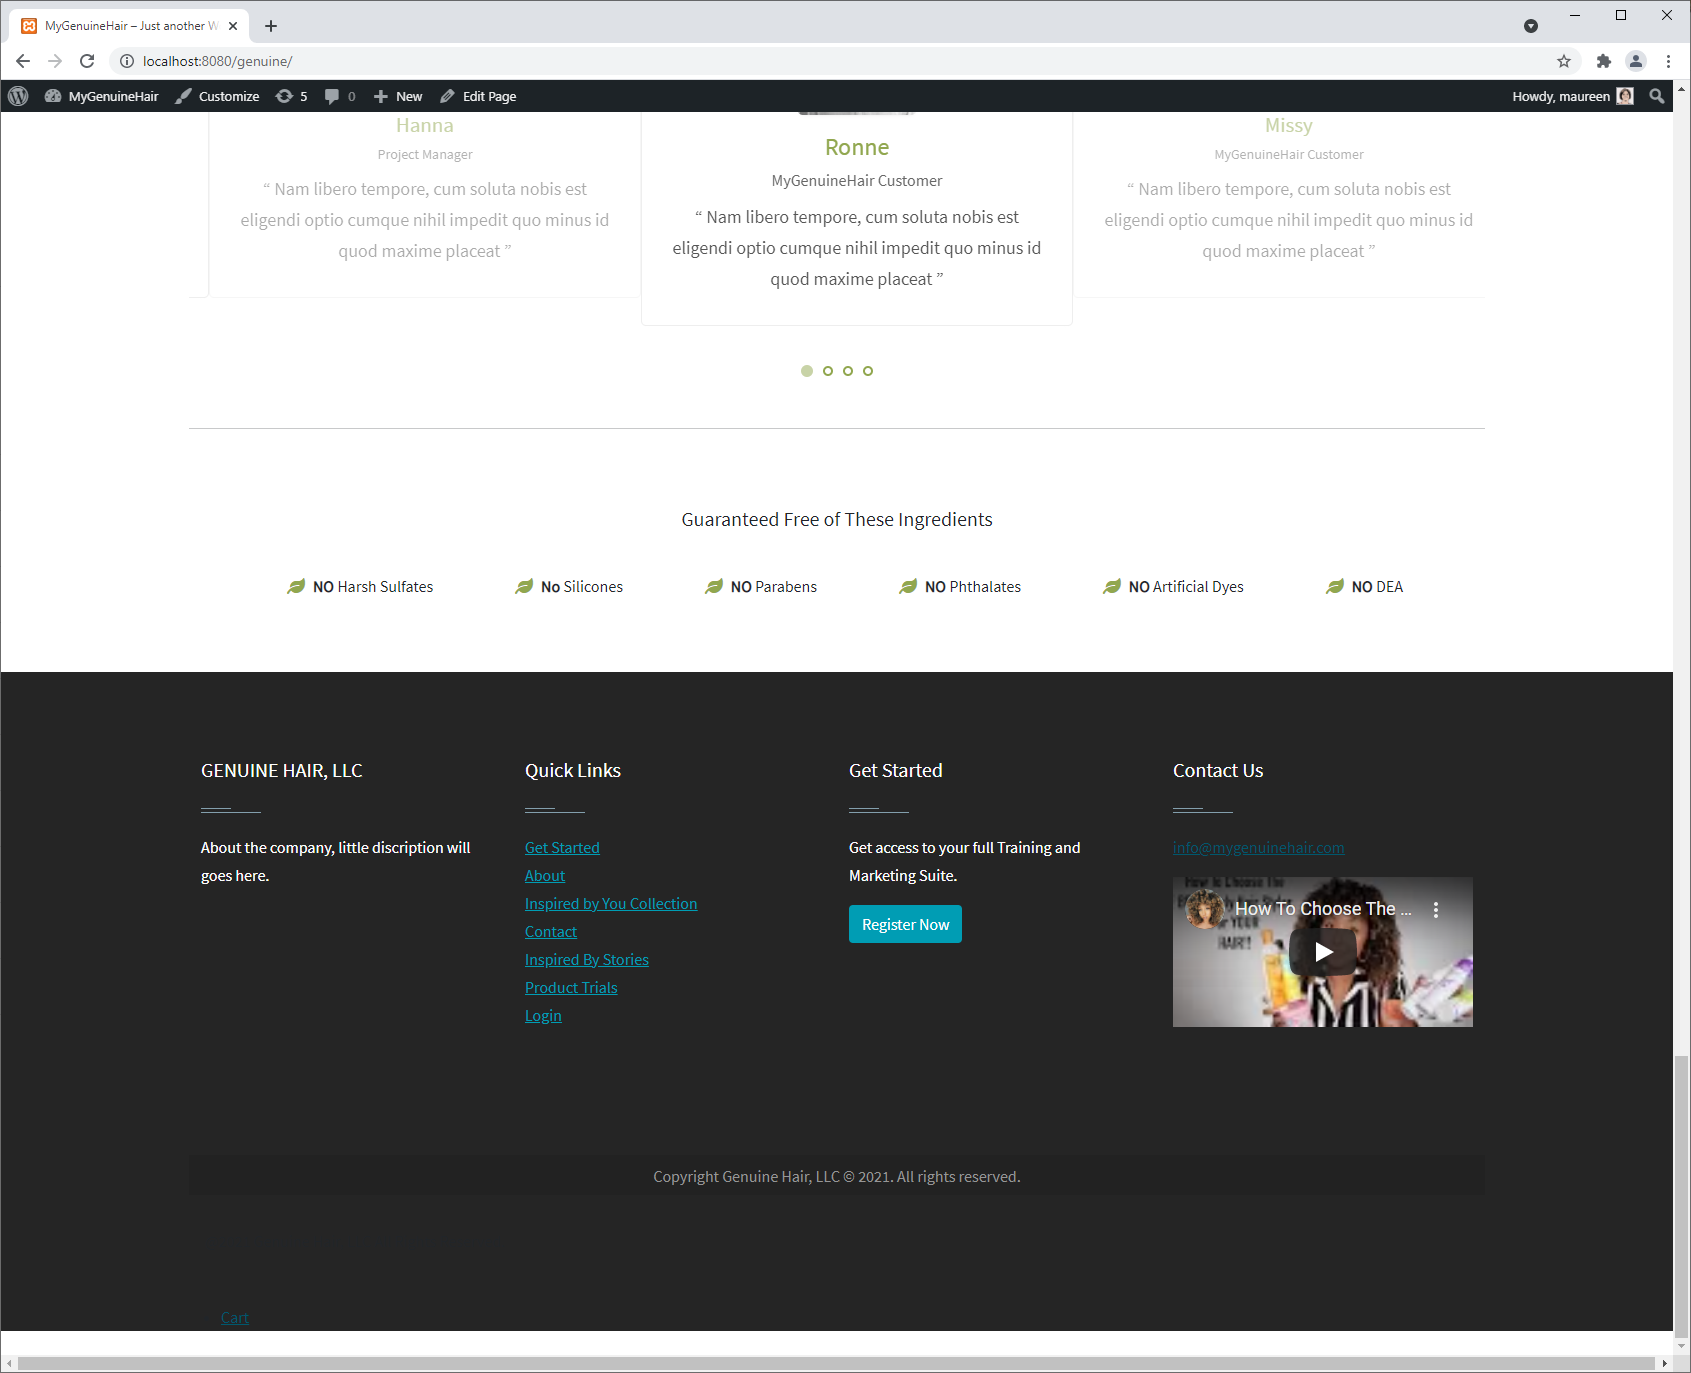 MyGenuineHair – Just another W
localhost:8080/genuine/
MyGenuineHair Customize 5 0 New Edit Page Howdy, maureen
Hanna
Project Manager
“ Nam libero tempore, cum soluta nobis est
eligendi optio cumque nihil impedit quo minus id
quod maxime placeat ”
Ronne
MyGenuineHair Customer
“ Nam libero tempore, cum soluta nobis est
eligendi optio cumque nihil impedit quo minus id
quod maxime placeat ”
Missy
MyGenuineHair Customer
“ Nam libero tempore, cum soluta nobis est
eligendi optio cumque nihil impedit quo minus id
quod maxime placeat ”
Guaranteed Free of These Ingredients
NO Harsh Sulfates No Silicones NO Parabens NO Phthalates NO Artificial Dyes NO DEA
GENUINE HAIR, LLC
About the company, little discription will
goes here.
Quick Links
Get Started
About
Inspired by You Collection
Contact
Inspired By Stories
Product Trials
Login
Get Started
Get access to your full Training and
Marketing Suite.
Register Now
Contact Us
info@mygenuinehair.com
How To Choose The ...
HAIR!
Copyright Genuine Hair, LLC © 2021. All rights reserved.
Cart